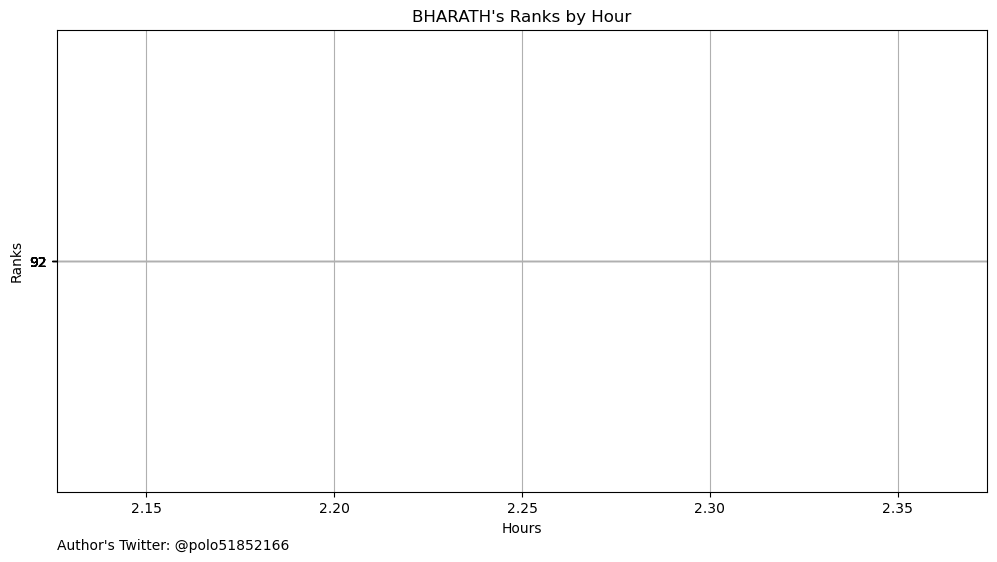 BHARATH's Ranks by Hour
Ranks
92
2.15 2.20 2.25 2.30 2.35
Hours
Author's Twitter: @polo51852166